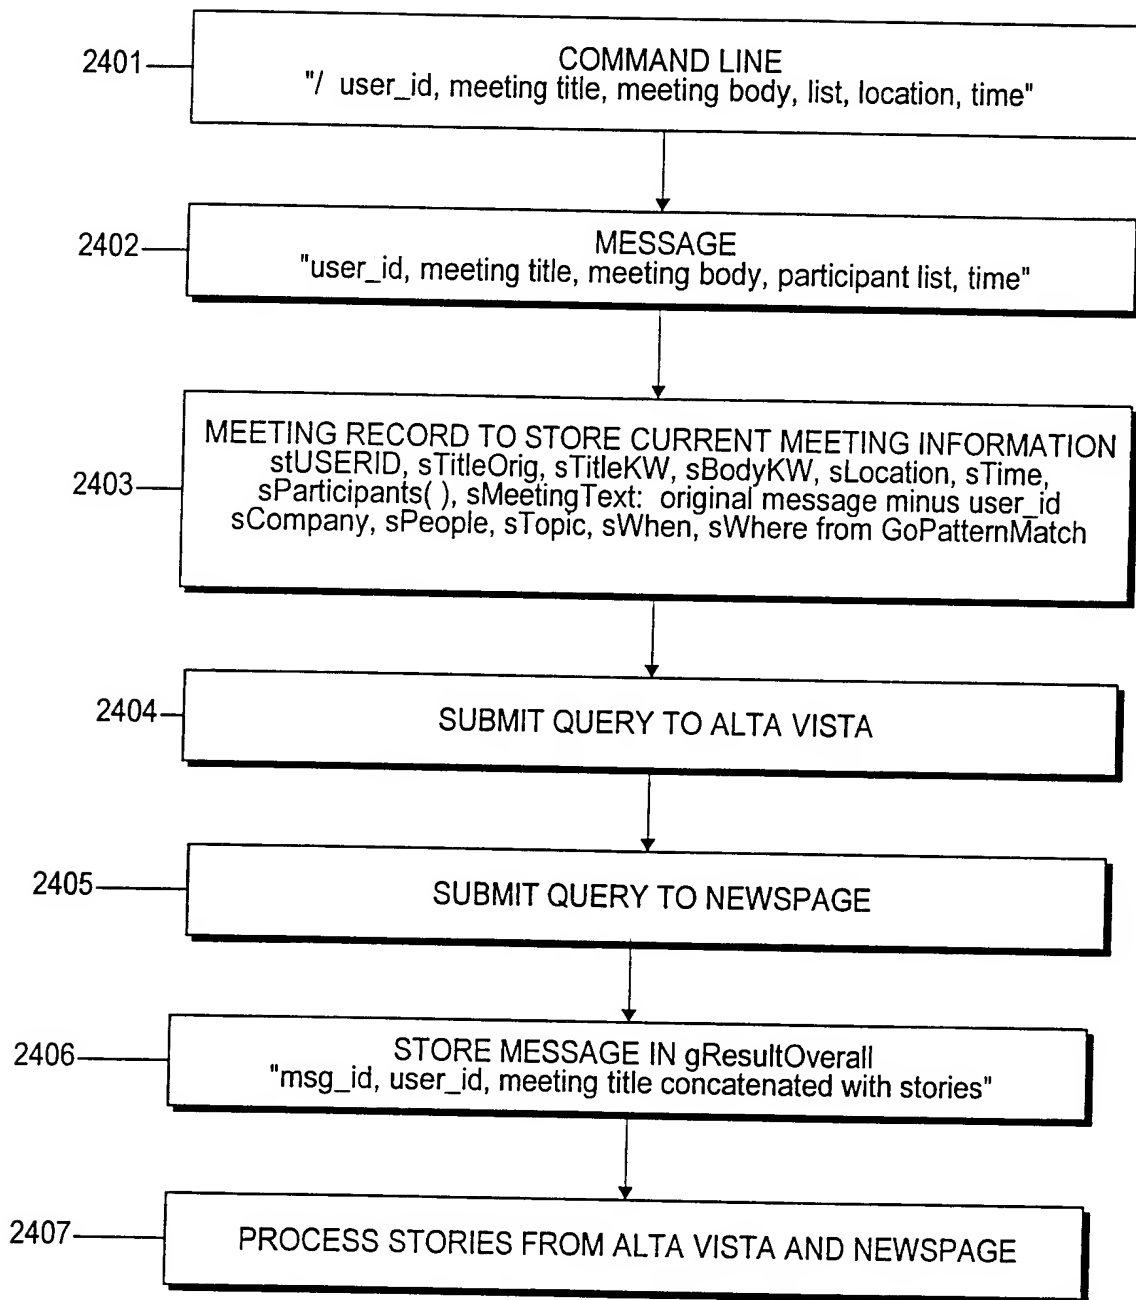 2401
COMMAND LINE
"/ user_id, meeting title, meeting body, list, location, time"
2402
MESSAGE
"user_id, meeting title, meeting body, participant list, time"
2403
MEETING RECORD TO STORE CURRENT MEETING INFORMATION
stUSERID, sTitleOrig, sTitleKW, sBodyKW, sLocation, sTime,
sParticipants( ), sMeetingText: original message minus user_id
sCompany, sPeople, sTopic, sWhen, sWhere from GoPatternMatch
2404
SUBMIT QUERY TO ALTA VISTA
2405
SUBMIT QUERY TO NEWSPAGE
2406
STORE MESSAGE IN gResultOverall
"msg_id, user_id, meeting title concatenated with stories"
2407
PROCESS STORIES FROM ALTA VISTA AND NEWSPAGE